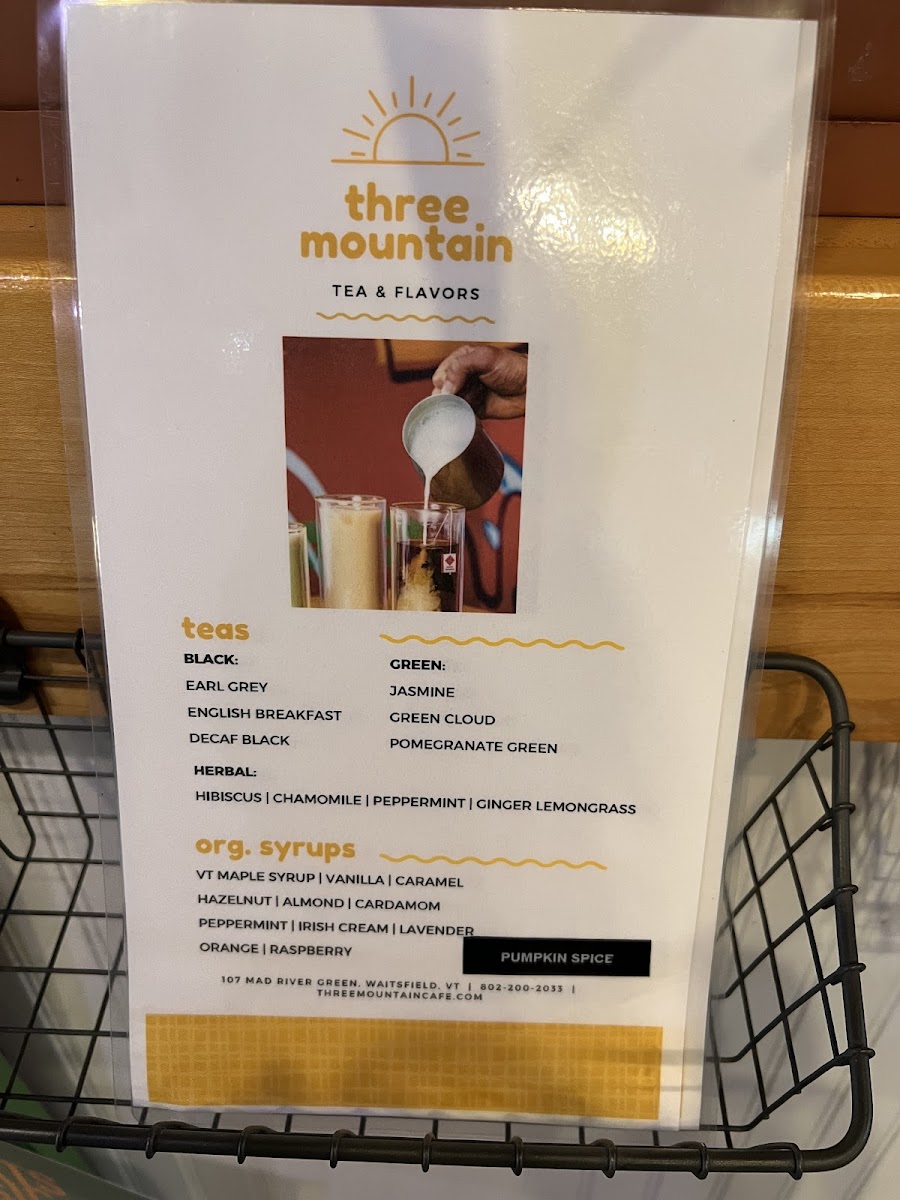 three
mountain
TEA & FLAVORS
teas
BLACK:
EARL GREY
ENGLISH BREAKFAST
DECAF BLACK
GREEN:
JASMINE
GREEN CLOUD
POMEGRANATE GREEN
HERBAL:
HIBISCUS | CHAMOMILE | PEPPERMINT | GINGER LEMONGRASS
org. syrups
VT MAPLE SYRUP | VANILLA | CARAMEL
HAZELNUT | ALMOND | CARDAMOM
PEPPERMINT | IRISH CREAM | LAVENDER
ORANGE | RASPBERRY
PUMPKIN SPICE
107 MAD RIVER GREEN, WAITSFIELD, VT | 802-200-2033 |
THREEMOUNTAINCAFE.COM